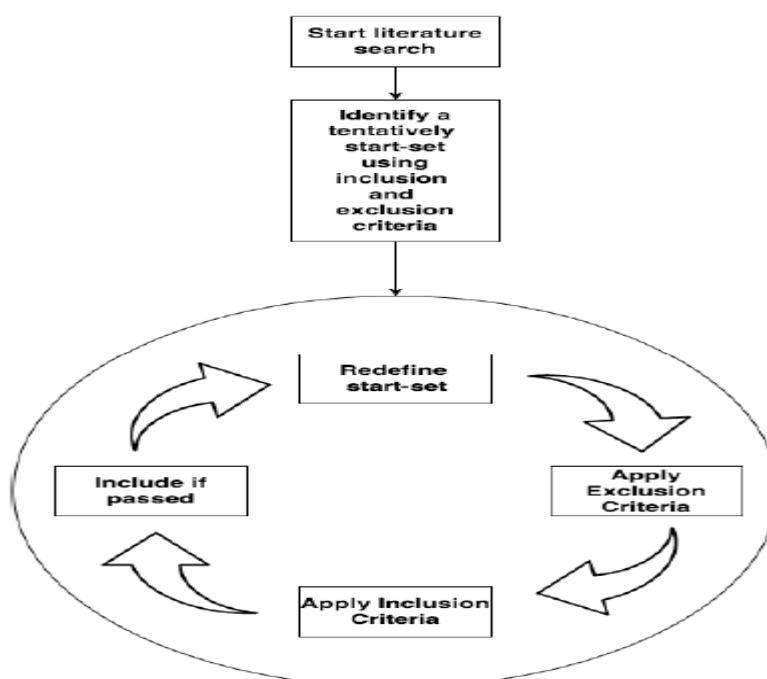 Start literature
search
Identify a
tentatively
start-set
using
inclusion
and
exclusion
criteria
Redefine
start-set
Apply
Exclusion
Criteria
Apply Inclusion
Criteria
Include if
passed